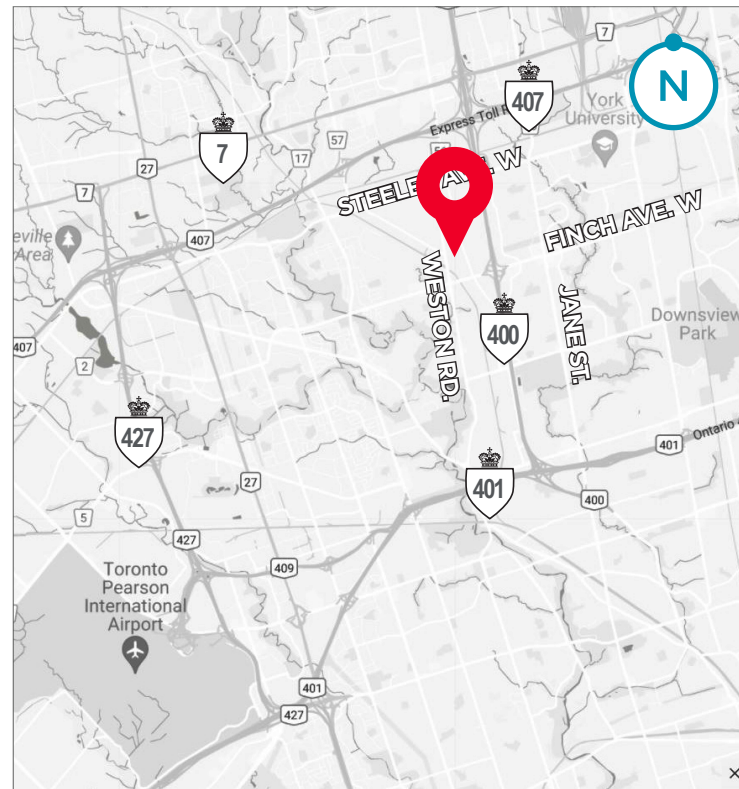 7
407
N
York
University
Express Toll R
7
27
57
17
7
STEELE AVE. W
FINCH AVE. W
eville
Area
407
WESTON RD.
JANE ST.
Downsview
Park
400
407
2
427
401
Ontario
401
27
400
5
427
409
Toronto
Pearson
International
Airport
401
427